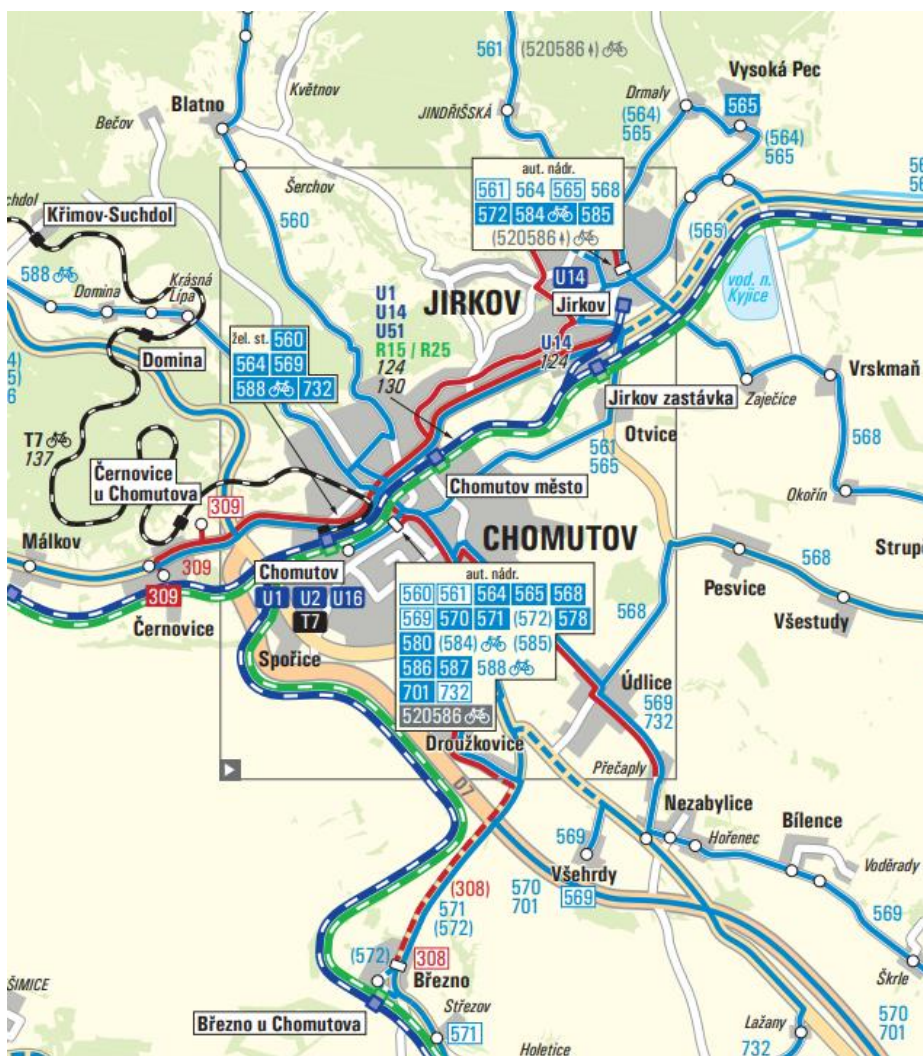 561 (520586) 
Vysoká Pec
Květnov
Drmaly
565
Blatno
JINDŘIŠSKÁ
(564)
565
(564)
565
Bečov
aut. nádr.
561 564 565 568
572 584 585
(520586)
Šerchov
Křimov-Suchdol
560
(565)
588
Domina
Krásná
Lípa
U14
Jirkov
vod. n.
Kyjice
JIRKOV
U1
U14
U51
R15 / R25
124
130
U14
124
žel. st. 560
564 569
588 732
Domina
Vrskmaň
Jirkov zastávka
Zaječice
Otvice
T7
137
561
565
568
Černovice
u Chomutova
Chomutov město
Okořín
309
Málkov
CHOMUTOV
309
Strup
568
Chomutov
aut. nádr.
560 561 564 565 568
569 570 571 (572) 578
580 (584) (585)
586 587 588
701 732
520586
Pesvice
568
309
Černovice
U1 U2 U16
T7
Všestudy
Spořice
Údlice
569
732
Droužkovice
Přečaply
D7
Nezabylice
Bílence
Hořenec
569
Voděrady
Všehrdy
(308)
571
(572)
570
701
569
569
(572)
308
Březno
Škrle
ŠIMICE
Střezov
Březno u Chomutova
571
Lažany
570
701
Holetice
732